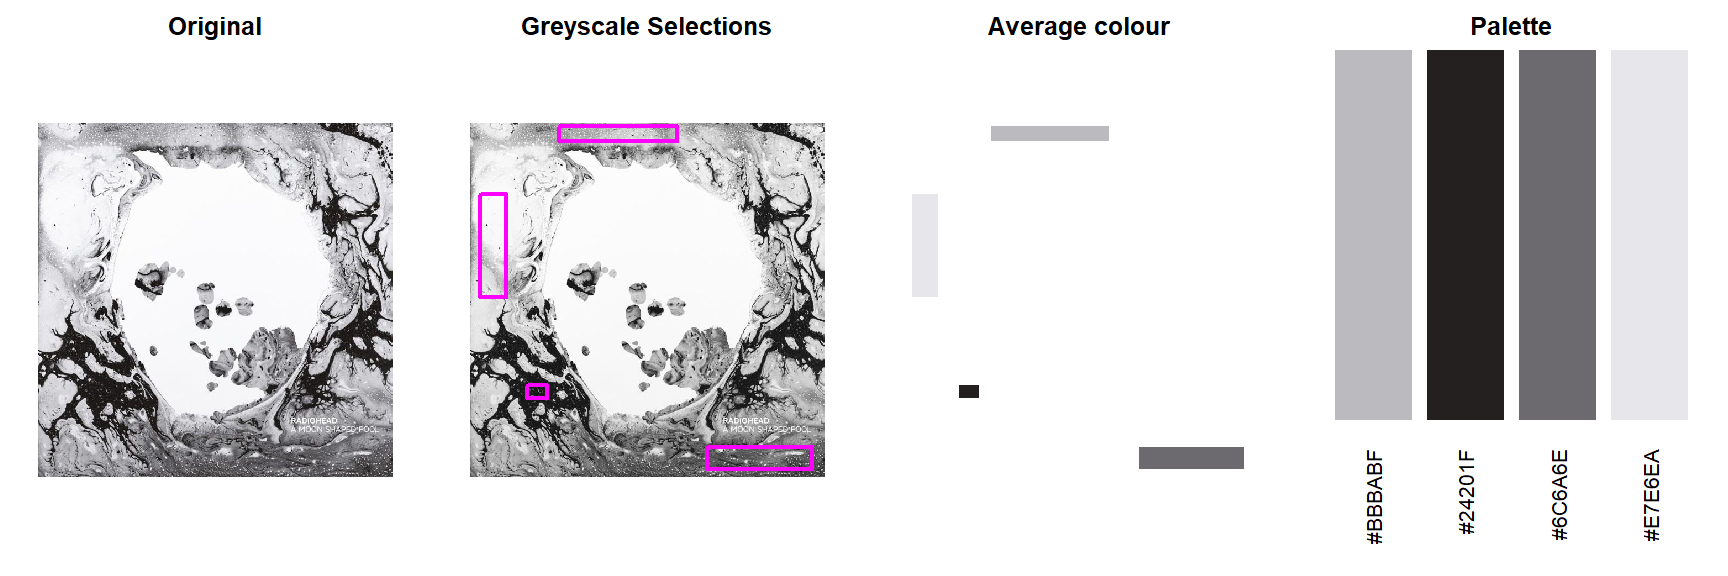 Original
Greyscale Selections
Average colour
Palette
RADIOHEAD
A MOON SHAPED POOL
RADIOHEAD
A MOON SHAPED POOL
#BBBABF
#24201F
#6C6A6E
#E7E6EA